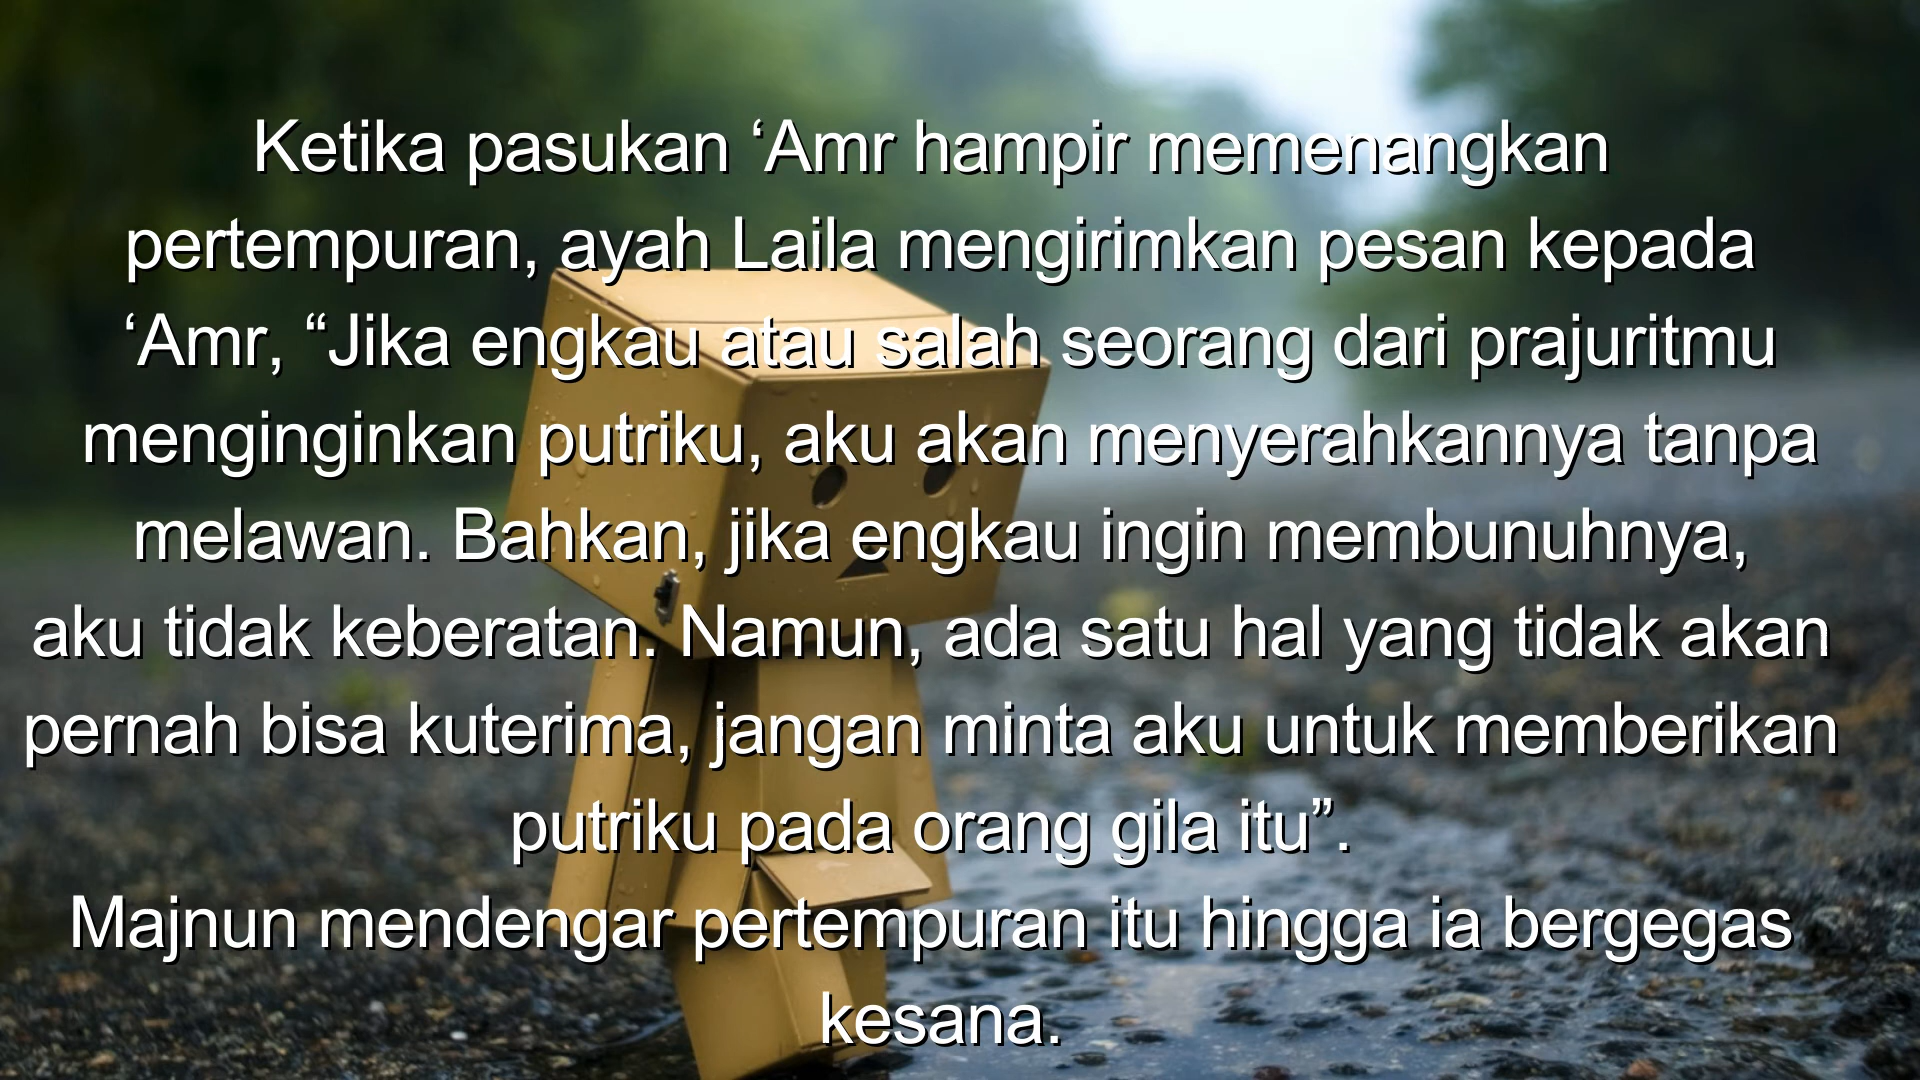 Ketika pasukan ‘Amr hampir memenangkan
pertempuran, ayah Laila mengirimkan pesan kepada
‘Amr, “Jika engkau atau salah seorang dari prajuritmu
menginginkan putriku, aku akan menyerahkannya tanpa
melawan. Bahkan, jika engkau ingin membunuhnya,
aku tidak keberatan. Namun, ada satu hal yang tidak akan
pernah bisa kuterima, jangan minta aku untuk memberikan
putriku pada orang gila itu”.
Majnun mendengar pertempuran itu hingga ia bergegas
kesana.